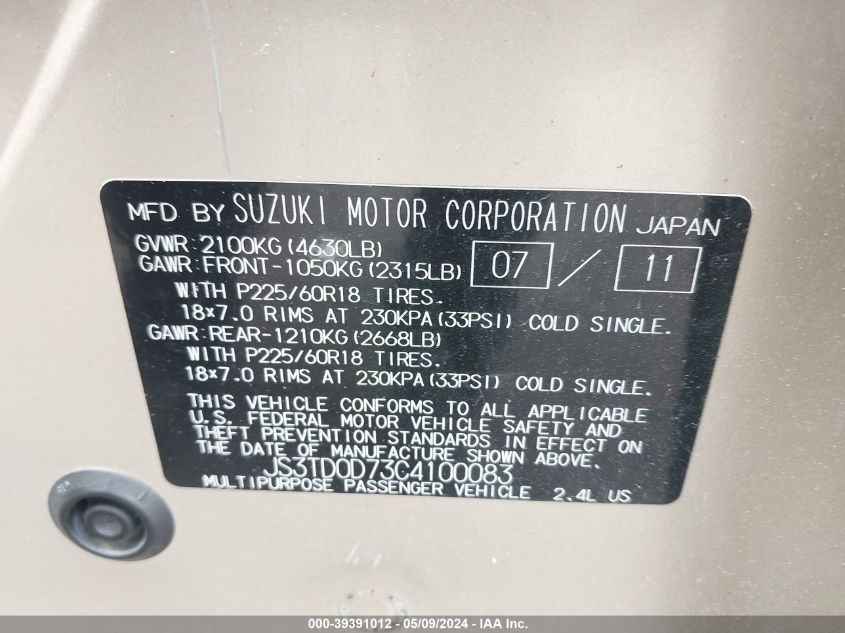 MFD BY SUZUKI MOTOR CORPORATION JAPAN
GVWR:2100KG(4630LB)
GAWR:FRONT-1050KG(2315LB) 07 / 11
WITH P225/60R18 TIRES.
18×7.0 RIMS AT 230KPA(33PSI) COLD SINGLE.
GAWR:REAR-1210KG(2668LB)
WITH P225/60R18 TIRES.
18×7.0 RIMS AT 230KPA(33PSI) COLD SINGLE.
THIS VEHICLE CONFORMS TO ALL APPLICABLE
U.S. FEDERAL MOTOR VEHICLE SAFETY AND
THEFT PREVENTION STANDARDS IN EFFECT ON
THE DATE OF MANUFACTURE SHOWN ABOVE.
JS3TD0D73C4100083
MULTIPURPOSE PASSENGER VEHICLE 2.4L US
000-39391012 - 05/09/2024 - IAA Inc.